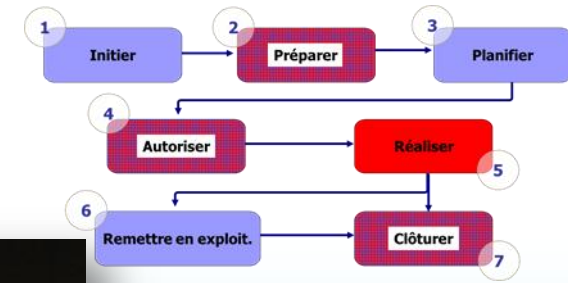 1
Initier
2
Préparer
3
Planifier
4
Autoriser
Réaliser
5
6
Remettre en exploit.
Clôturer
7